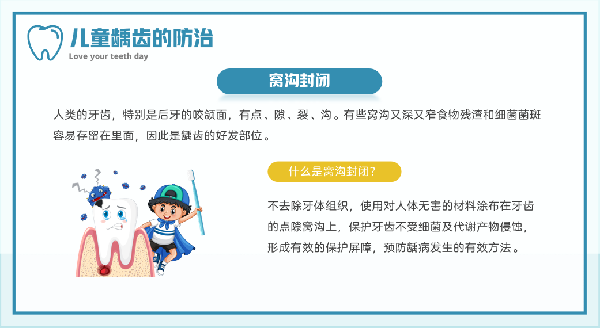 儿童龋齿的防治
Love your teeth day
窝沟封闭
人类的牙齿，特别是后牙的咬颌面，有点、隙、裂、沟。有些窝沟又深又窄食物残渣和细菌菌斑
容易存留在里面，因此是龋齿的好发部位。
什么是窝沟封闭？
不去除牙体组织，使用对人体无害的材料涂布在牙齿
的点隙窝沟上，保护牙齿不受细菌及代谢产物侵蚀，
形成有效的保护屏障，预防龋病发生的有效方法。